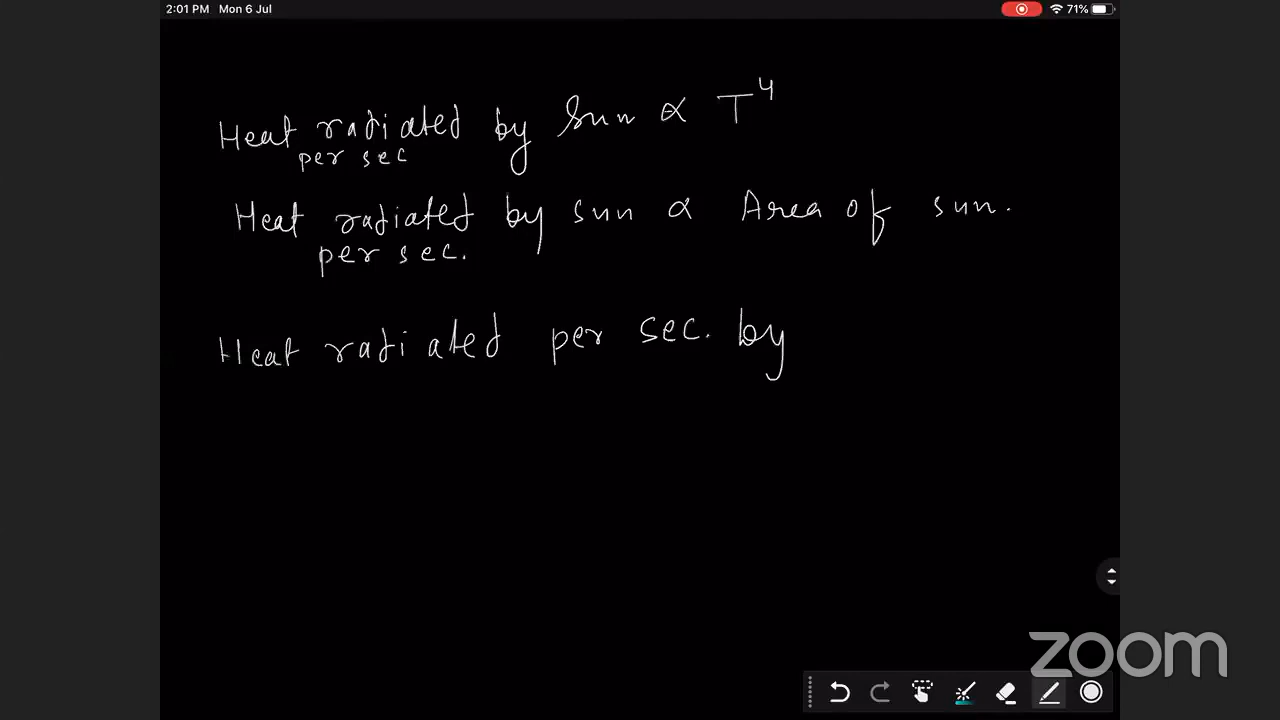 2:01 PM Mon 6 Jul
71%
Heat radiated by Sun ∝ T⁴
per sec
Heat radiated by sun ∝ Area of sun.
per sec.
Heat radiated per sec. by
zoom